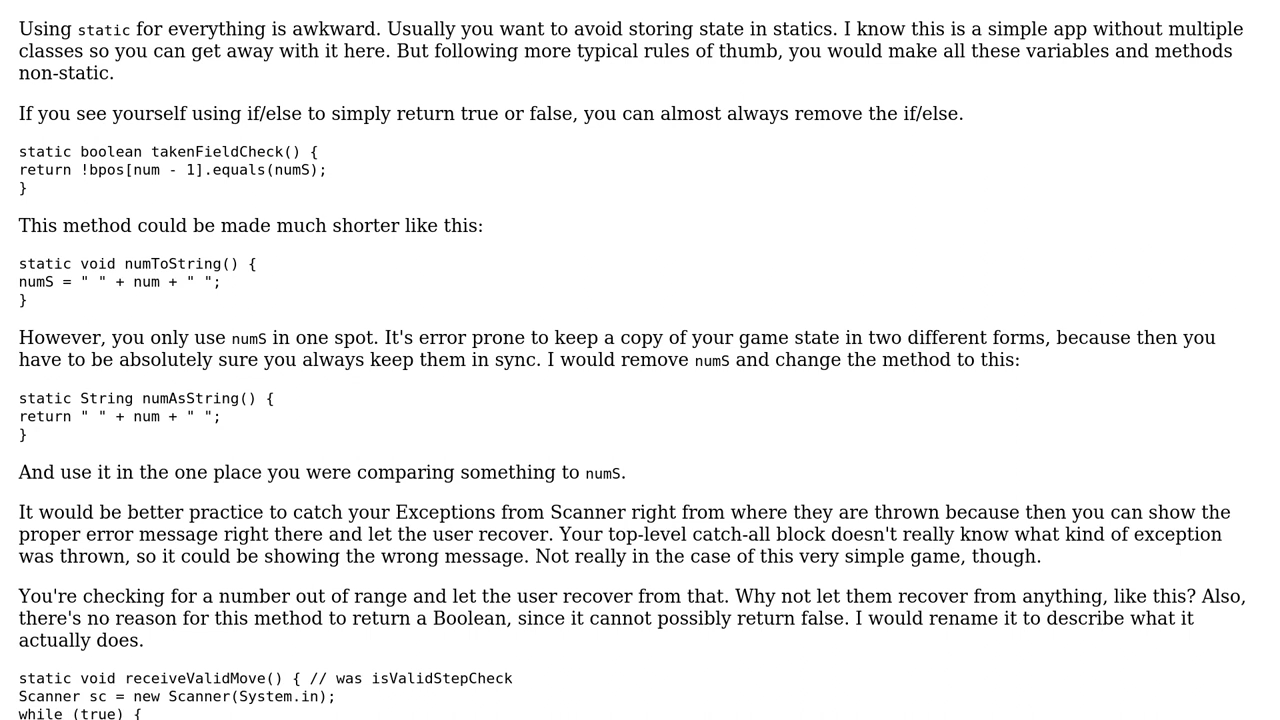 Using static for everything is awkward. Usually you want to avoid storing state in statics. I know this is a simple app without multiple
classes so you can get away with it here. But following more typical rules of thumb, you would make all these variables and methods
non-static.
If you see yourself using if/else to simply return true or false, you can almost always remove the if/else.
static boolean takenFieldCheck() {
return !bpos[num - 1].equals(numS);
}
This method could be made much shorter like this:
static void numToString() {
numS = " " + num + " ";
}
However, you only use numS in one spot. It's error prone to keep a copy of your game state in two different forms, because then you
have to be absolutely sure you always keep them in sync. I would remove numS and change the method to this:
static String numAsString() {
return " " + num + " ";
}
And use it in the one place you were comparing something to numS.
It would be better practice to catch your Exceptions from Scanner right from where they are thrown because then you can show the
proper error message right there and let the user recover. Your top-level catch-all block doesn't really know what kind of exception
was thrown, so it could be showing the wrong message. Not really in the case of this very simple game, though.
You're checking for a number out of range and let the user recover from that. Why not let them recover from anything, like this? Also,
there's no reason for this method to return a Boolean, since it cannot possibly return false. I would rename it to describe what it
actually does.
static void receiveValidMove() { // was isValidStepCheck
Scanner sc = new Scanner(System.in);
while (true) {